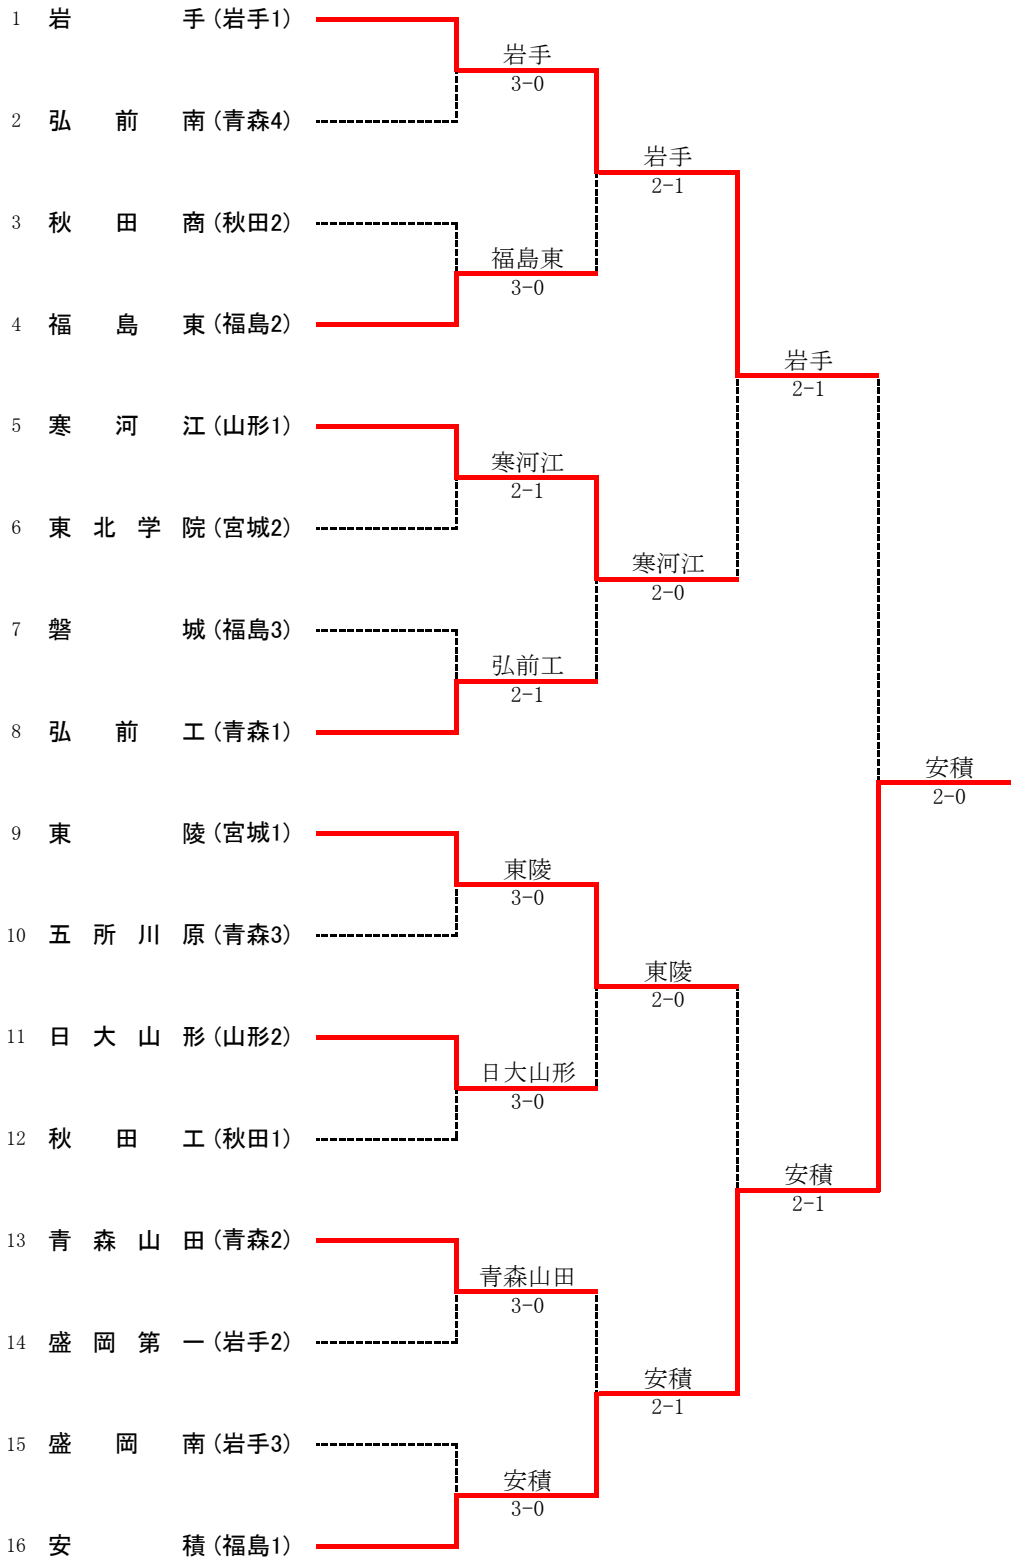 1 岩手(岩手1)
岩手
3-0
2 弘前南(青森4)
岩手
2-1
3 秋田商(秋田2)
福島東
3-0
4 福島東(福島2)
岩手
2-1
5 寒河江(山形1)
寒河江
2-1
6 東北学院(宮城2)
寒河江
2-0
7 磐城(福島3)
弘前工
2-1
8 弘前工(青森1)
安積
2-0
9 東陵(宮城1)
東陵
3-0
10 五所川原(青森3)
東陵
2-0
11 日大山形(山形2)
日大山形
3-0
12 秋田工(秋田1)
安積
2-1
13 青森山田(青森2)
青森山田
3-0
14 盛岡第一(岩手2)
安積
2-1
15 盛岡南(岩手3)
安積
3-0
16 安積(福島1)